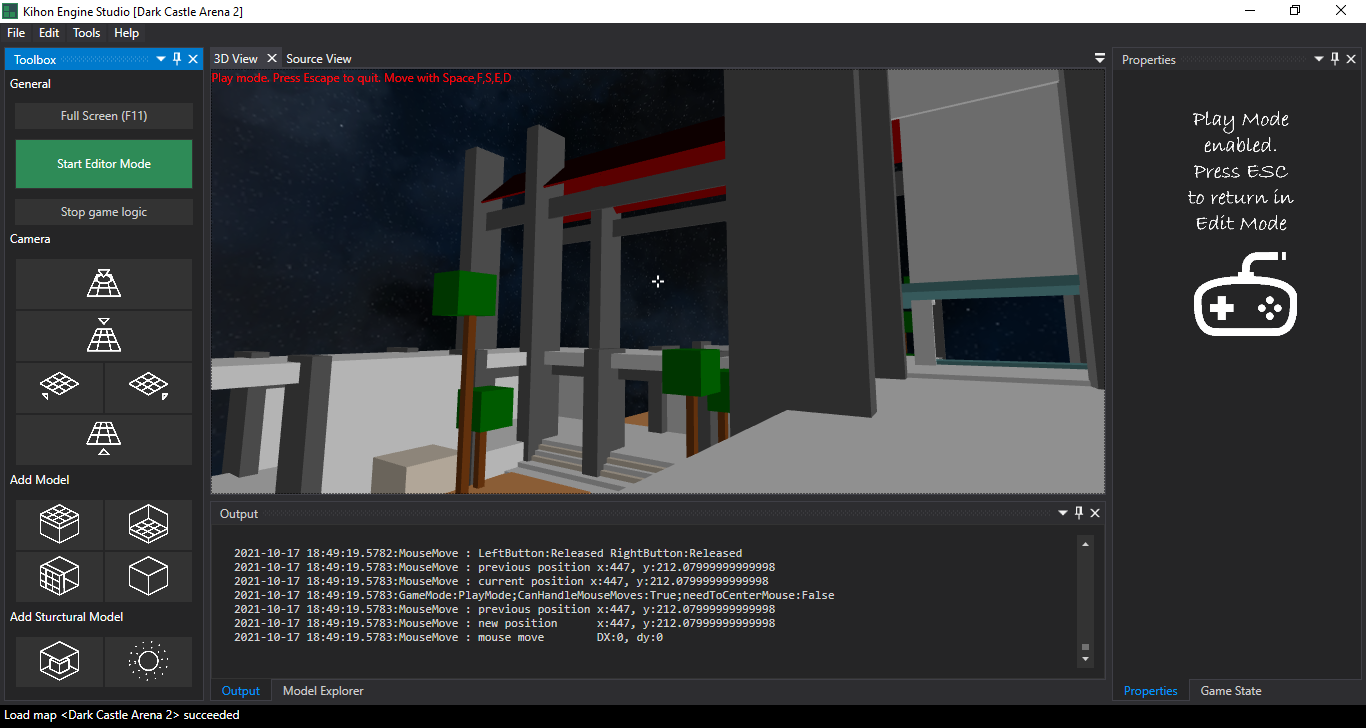 Kihon Engine Studio [Dark Castle Arena 2]
File Edit Tools Help
Toolbox
General
Full Screen (F11)
Start Editor Mode
Stop game logic
Camera
Add Model
Add Sturctural Model
3D View Source View
Play mode. Press Escape to quit. Move with Space,F,S,E,D
Output
2021-10-17 18:49:19.5782:MouseMove : LeftButton:Released RightButton:Released
2021-10-17 18:49:19.5783:MouseMove : previous position x:447, y:212.07999999999998
2021-10-17 18:49:19.5783:MouseMove : current position x:447, y:212.07999999999998
2021-10-17 18:49:19.5783:GameMode:PlayMode;CanHandleMouseMoves:True;needToCenterMouse:False
2021-10-17 18:49:19.5783:MouseMove : previous position x:447, y:212.07999999999998
2021-10-17 18:49:19.5783:MouseMove : new position x:447, y:212.07999999999998
2021-10-17 18:49:19.5783:MouseMove : mouse move DX:0, dy:0
Output Model Explorer
Properties
Play Mode
enabled.
Press ESC
to return in
Edit Mode
Properties Game State
Load map <Dark Castle Arena 2> succeeded